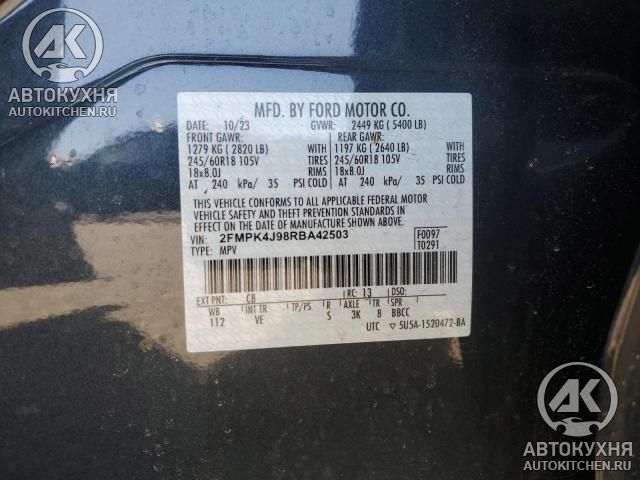 АК
АВТОКУХНЯ
AUTOKITCHEN.RU
MFD. BY FORD MOTOR CO.
DATE: 10/23 GVWR: 2449 KG ( 5400 LB)
FRONT GAWR: REAR GAWR:
1279 KG ( 2820 LB) WITH 1197 KG ( 2640 LB) WITH
245/60R18 105V TIRES 245/60R18 105V TIRES
18x8.0J RIMS 18x8.0J RIMS
AT 240 kPa/ 35 PSI COLD AT 240 kPa/ 35 PSI COLD
THIS VEHICLE CONFORMS TO ALL APPLICABLE FEDERAL MOTOR
VEHICLE SAFETY AND THEFT PREVENTION STANDARDS IN
EFFECT ON THE DATE OF MANUFACTURE SHOWN ABOVE.
VIN: 2FMPK4J98RBA42503 F0097
TYPE: MPV T0291
EXT PNT: CB RC: 13 DSO:
WB INT TR TP/PS R AXLE TR SPR
112 VE S 3K 8 BBCC
UTC ▽ 5U5A-1520472-BA
АК
АВТОКУХНЯ
AUTOKITCHEN.RU